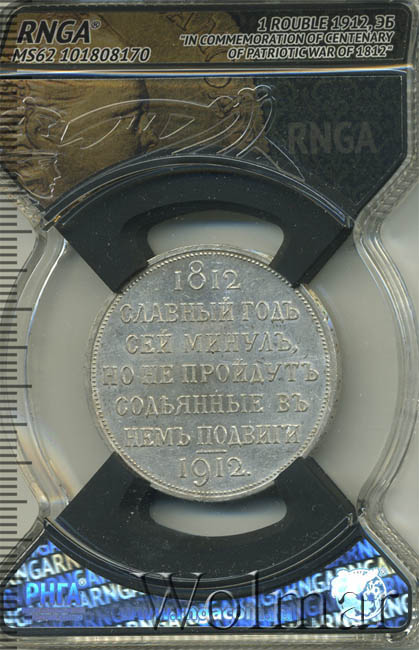 RNGA®
MS62 101808170
1 ROUBLE 1912, ЭБ
"IN COMMEMORATION OF CENTENARY
OF PATRIOTIC WAR OF 1812"
RNGA
1812
СЛАВНЫЙ ГОДЪ
СЕЙ МИНУЛЪ,
НО НЕ ПРОЙДУТЪ
СОДѢЯННЫЕ ВЪ
НЕМЪ ПОДВИГИ
1912.
РНГА
Wolmar